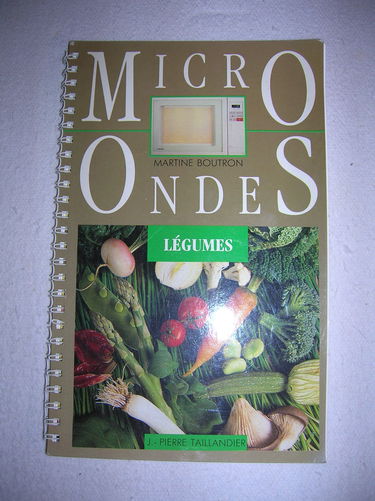 MICRO
MARTINE BOUTRON
ONDES
LÉGUMES
J.-PIERRE TAILLANDIER